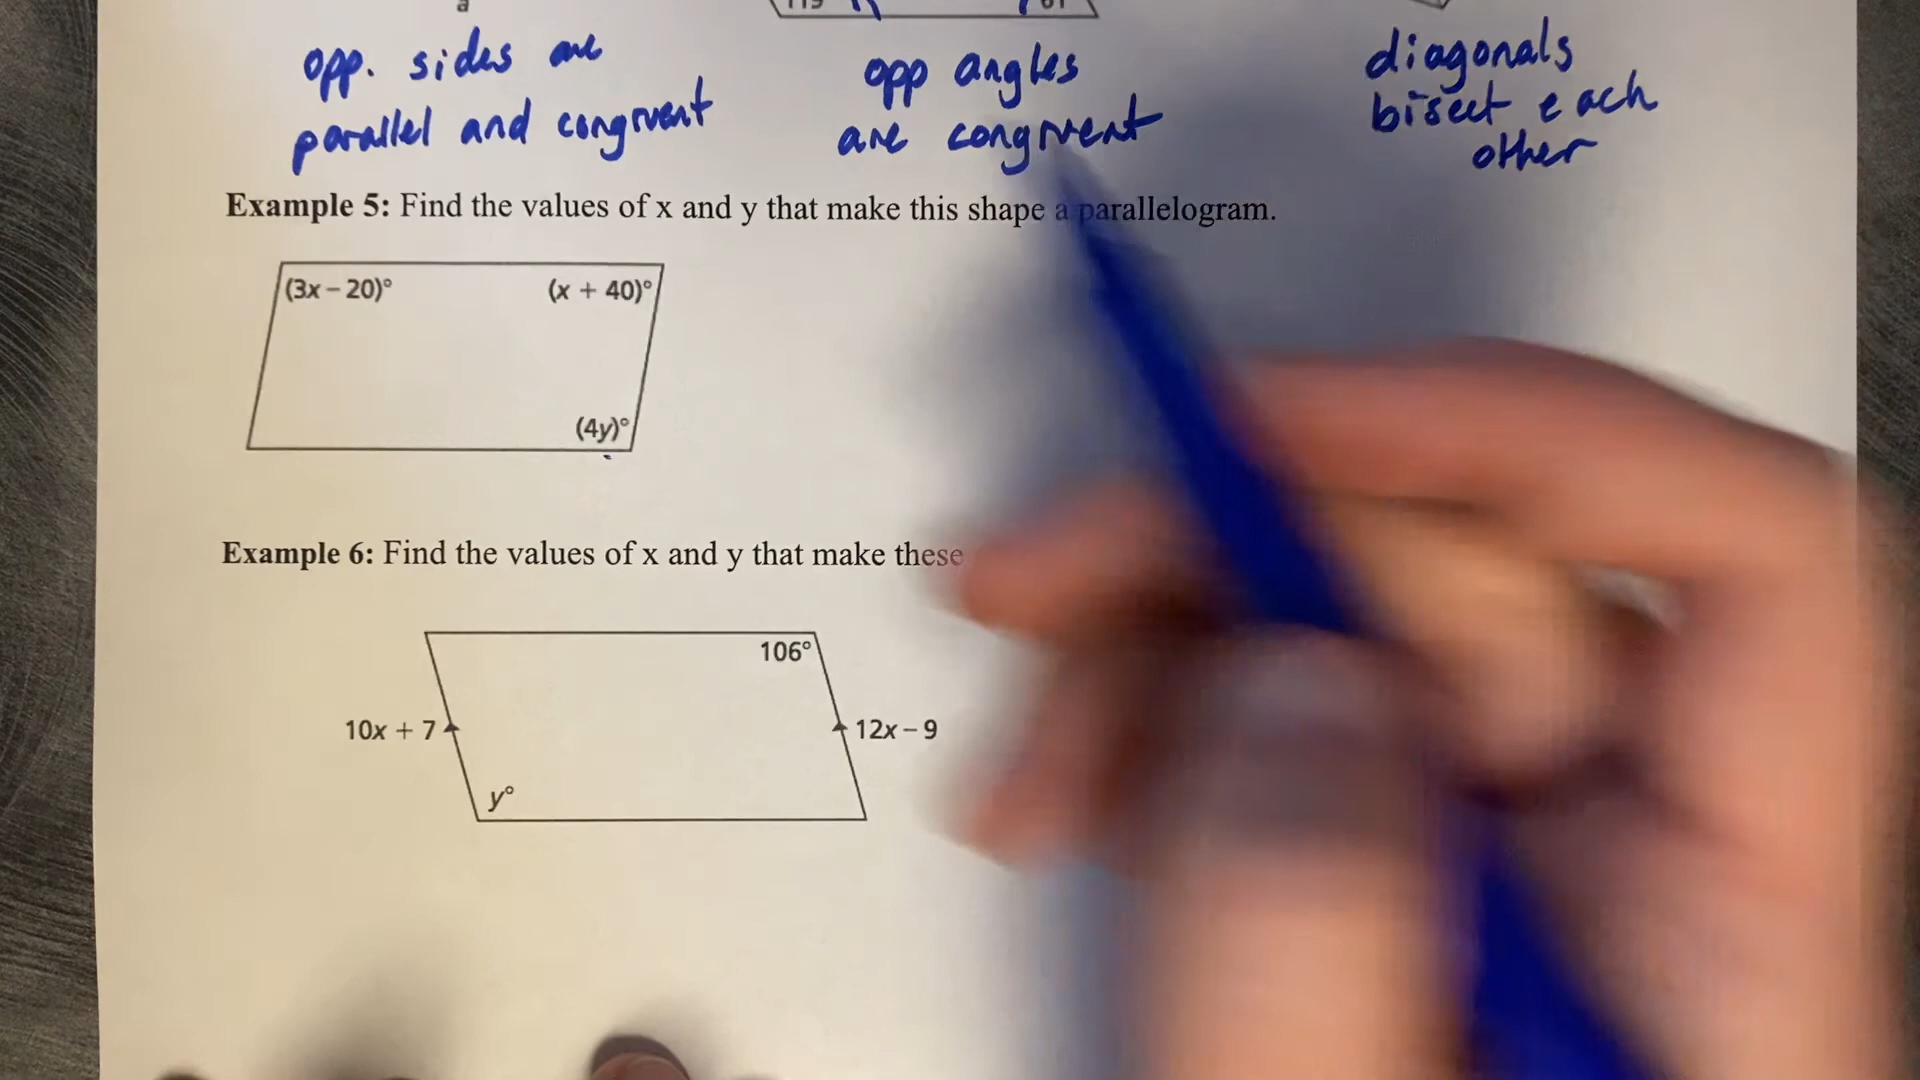 a
opp. sides are
parallel and congruent
opp angles
are congruent
diagonals
bisect each
other
Example 5: Find the values of x and y that make this shape a parallelogram.
(3x – 20)°
(x + 40)°
(4y)°
Example 6: Find the values of x and y that make these
106°
10x + 7
12x – 9
y°